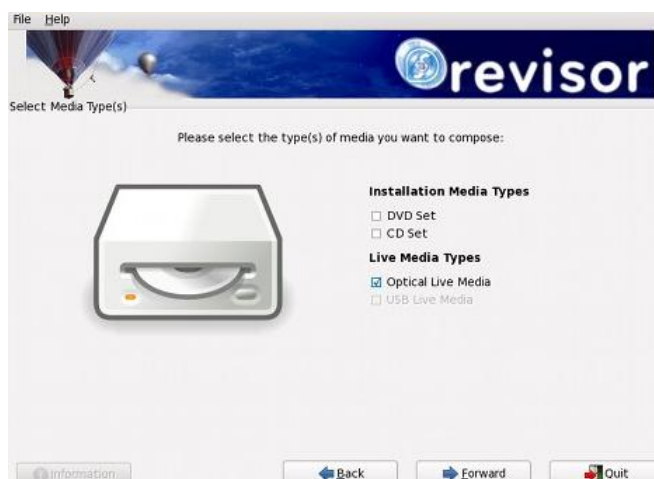 File Help
revisor
Select Media Type(s)
Please select the type(s) of media you want to compose:
Installation Media Types
DVD Set
CD Set
Live Media Types
Optical Live Media
USB Live Media
Information Back Forward Quit